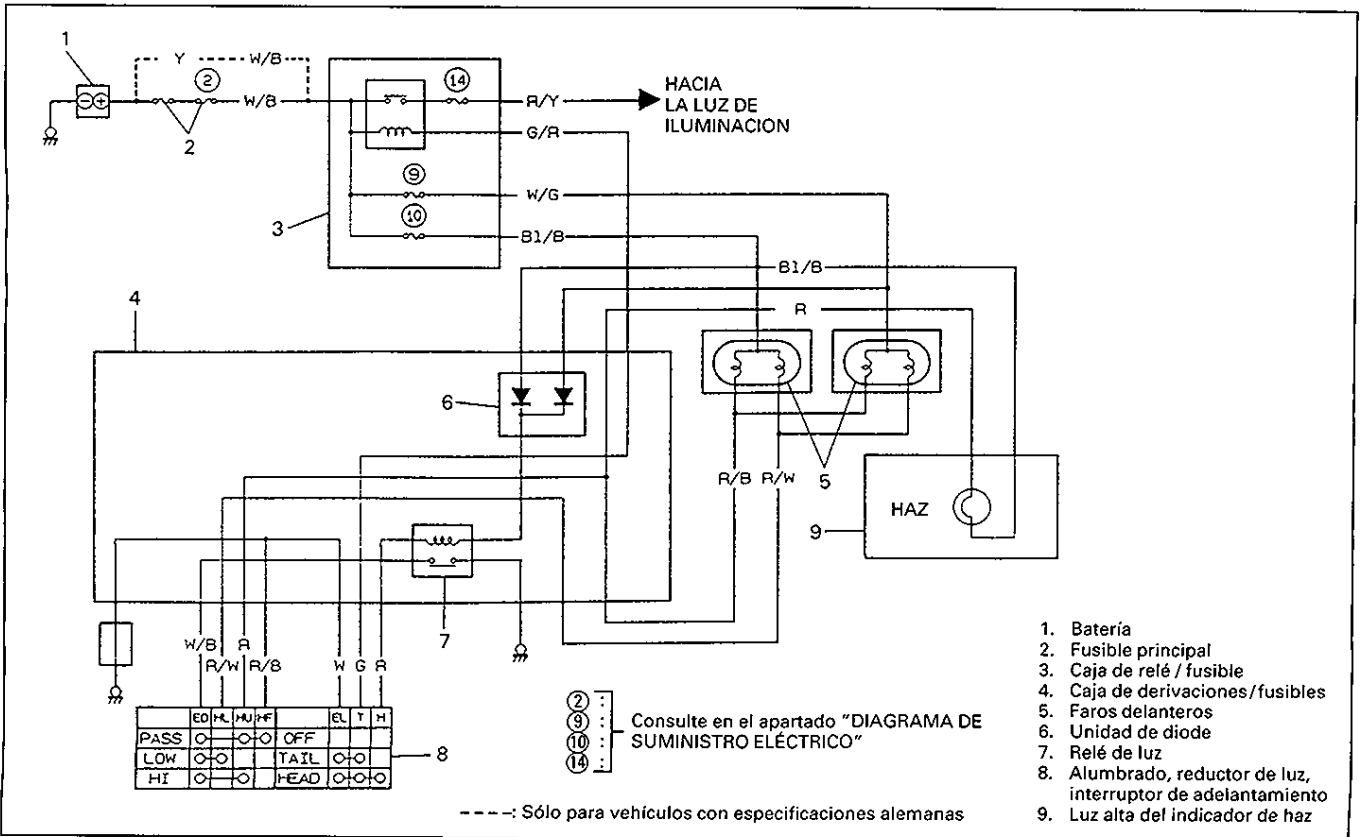 1
Y W/B
②
W/B
2
3
⑭
R/Y
HACIA
LA LUZ DE
ILUMINACION
G/R
⑨
W/G
⑩
Bl/B
Bl/B
R
4
6
5
R/B R/W
HAZ
9
7
W/B R/W R R/B W G R
ED HL HU HF EL T H
PASS OFF
LOW TAIL
HI HEAD
8
② :
⑨ :
⑩ :
⑭ :
Consulte en el apartado "DIAGRAMA DE
SUMINISTRO ELÉCTRICO"
----: Sólo para vehículos con especificaciones alemanas
1. Batería
2. Fusible principal
3. Caja de relé / fusible
4. Caja de derivaciones/fusibles
5. Faros delanteros
6. Unidad de diode
7. Relé de luz
8. Alumbrado, reductor de luz,
interruptor de adelantamiento
9. Luz alta del indicador de haz